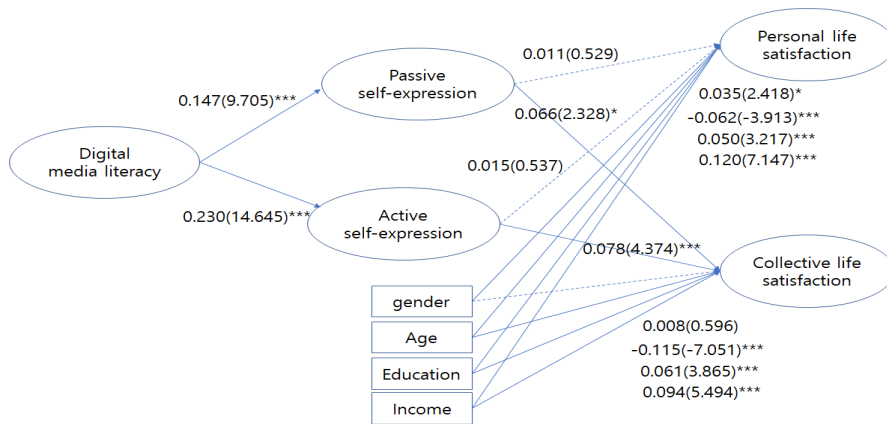 Personal life
satisfaction
0.011(0.529)
Passive
self-expression
0.147(9.705)***
0.066(2.328)*
0.035(2.418)*
-0.062(-3.913)***
0.050(3.217)***
0.120(7.147)***
Digital
media literacy
0.015(0.537)
0.230(14.645)***
Active
self-expression
0.078(4.374)***
Collective life
satisfaction
gender
Age
Education
Income
0.008(0.596)
-0.115(-7.051)***
0.061(3.865)***
0.094(5.494)***